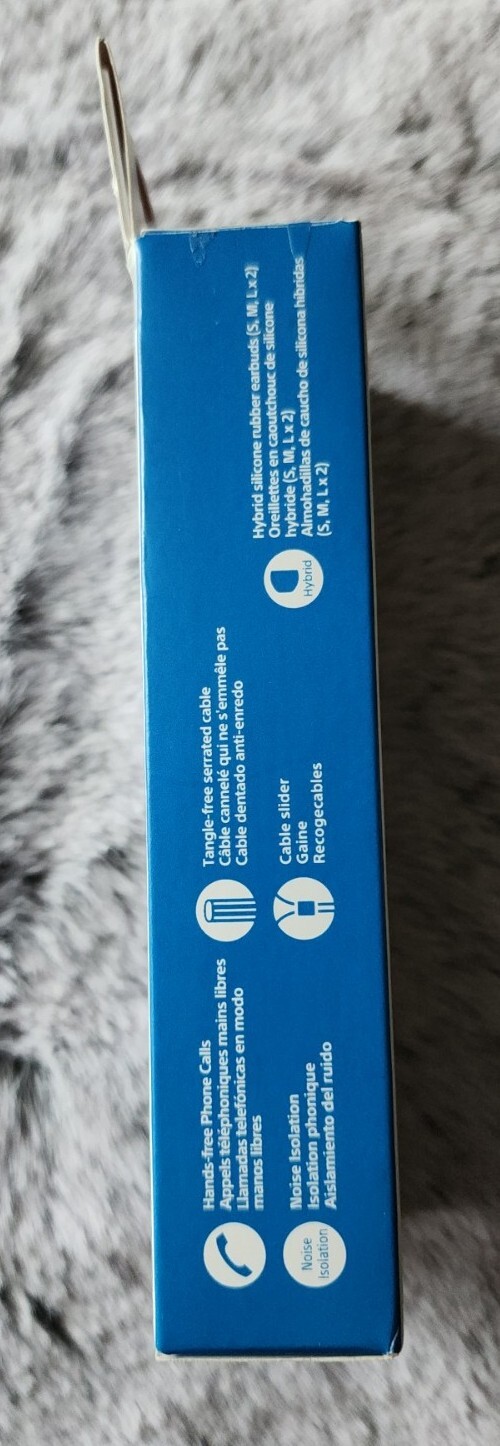 Hands-free Phone Calls
Appels téléphoniques mains libres
Llamadas telefónicas en modo
manos libres
Noise
Isolation
Noise Isolation
Isolation phonique
Aislamiento del ruido
Tangle-free serrated cable
Câble cannelé qui ne s'emmêle pas
Cable dentado anti-enredo
Cable slider
Gaine
Recogecables
Hybrid
Hybrid silicone rubber earbuds (S, M, L x 2)
Oreillettes en caoutchouc de silicone
hybride (S, M, L x 2)
Almohadillas de caucho de silicona híbridas
(S, M, L x 2)